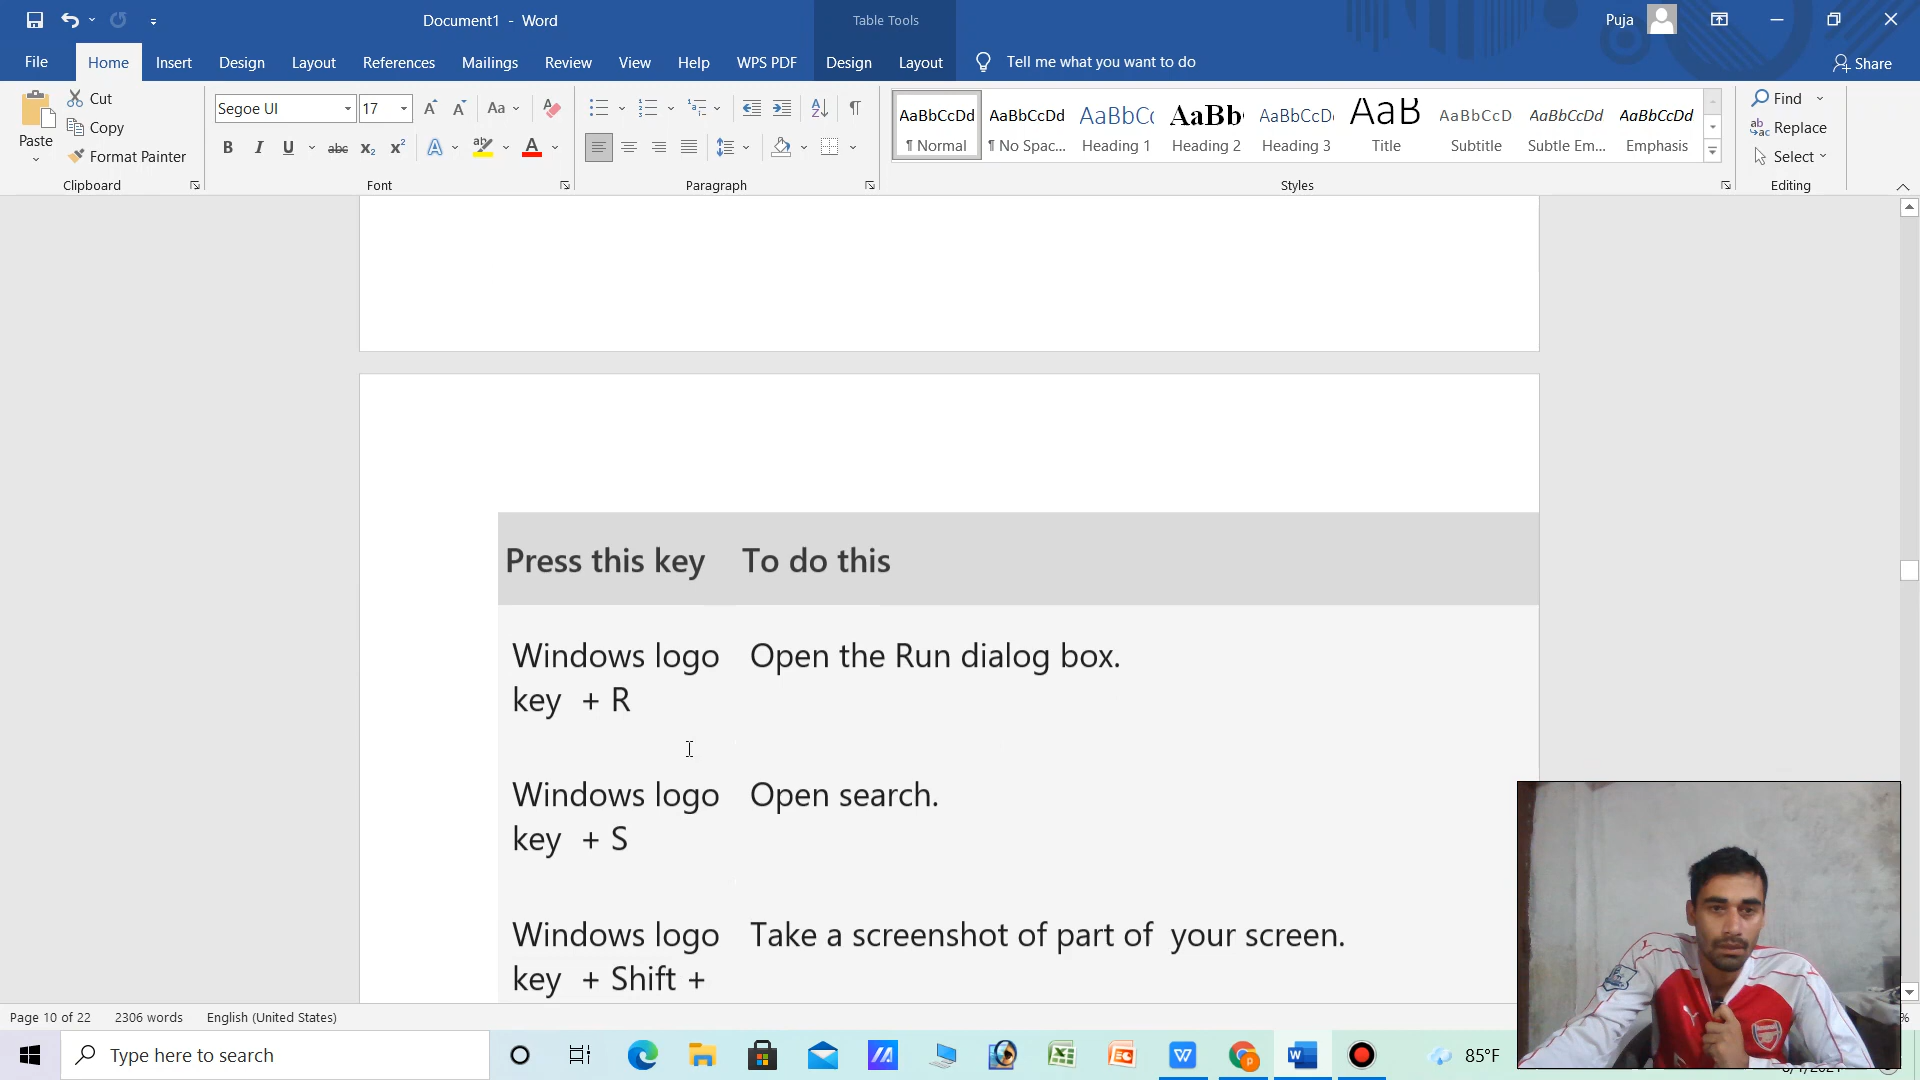 Document1 - Word
Table Tools
Puja
File
Home
Insert
Design
Layout
References
Mailings
Review
View
Help
WPS PDF
Design
Layout
Tell me what you want to do
Share
Paste
Cut
Copy
Format Painter
Clipboard
Segoe UI
17
Aa
B I U abc x₂ x² A A
Font
Paragraph
AaBbCcDd
¶ Normal
AaBbCcDd
¶ No Spac...
AaBbCc
Heading 1
AaBb
Heading 2
AaBbCcD
Heading 3
AaB
Title
AaBbCcD
Subtitle
AaBbCcDd
Subtle Em...
AaBbCcDd
Emphasis
Styles
Find
Replace
Select
Editing
Press this key To do this
Windows logo Open the Run dialog box.
key + R
Windows logo Open search.
key + S
Windows logo Take a screenshot of part of your screen.
key + Shift +
Page 10 of 22
2306 words
English (United States)
%
Type here to search
85°F